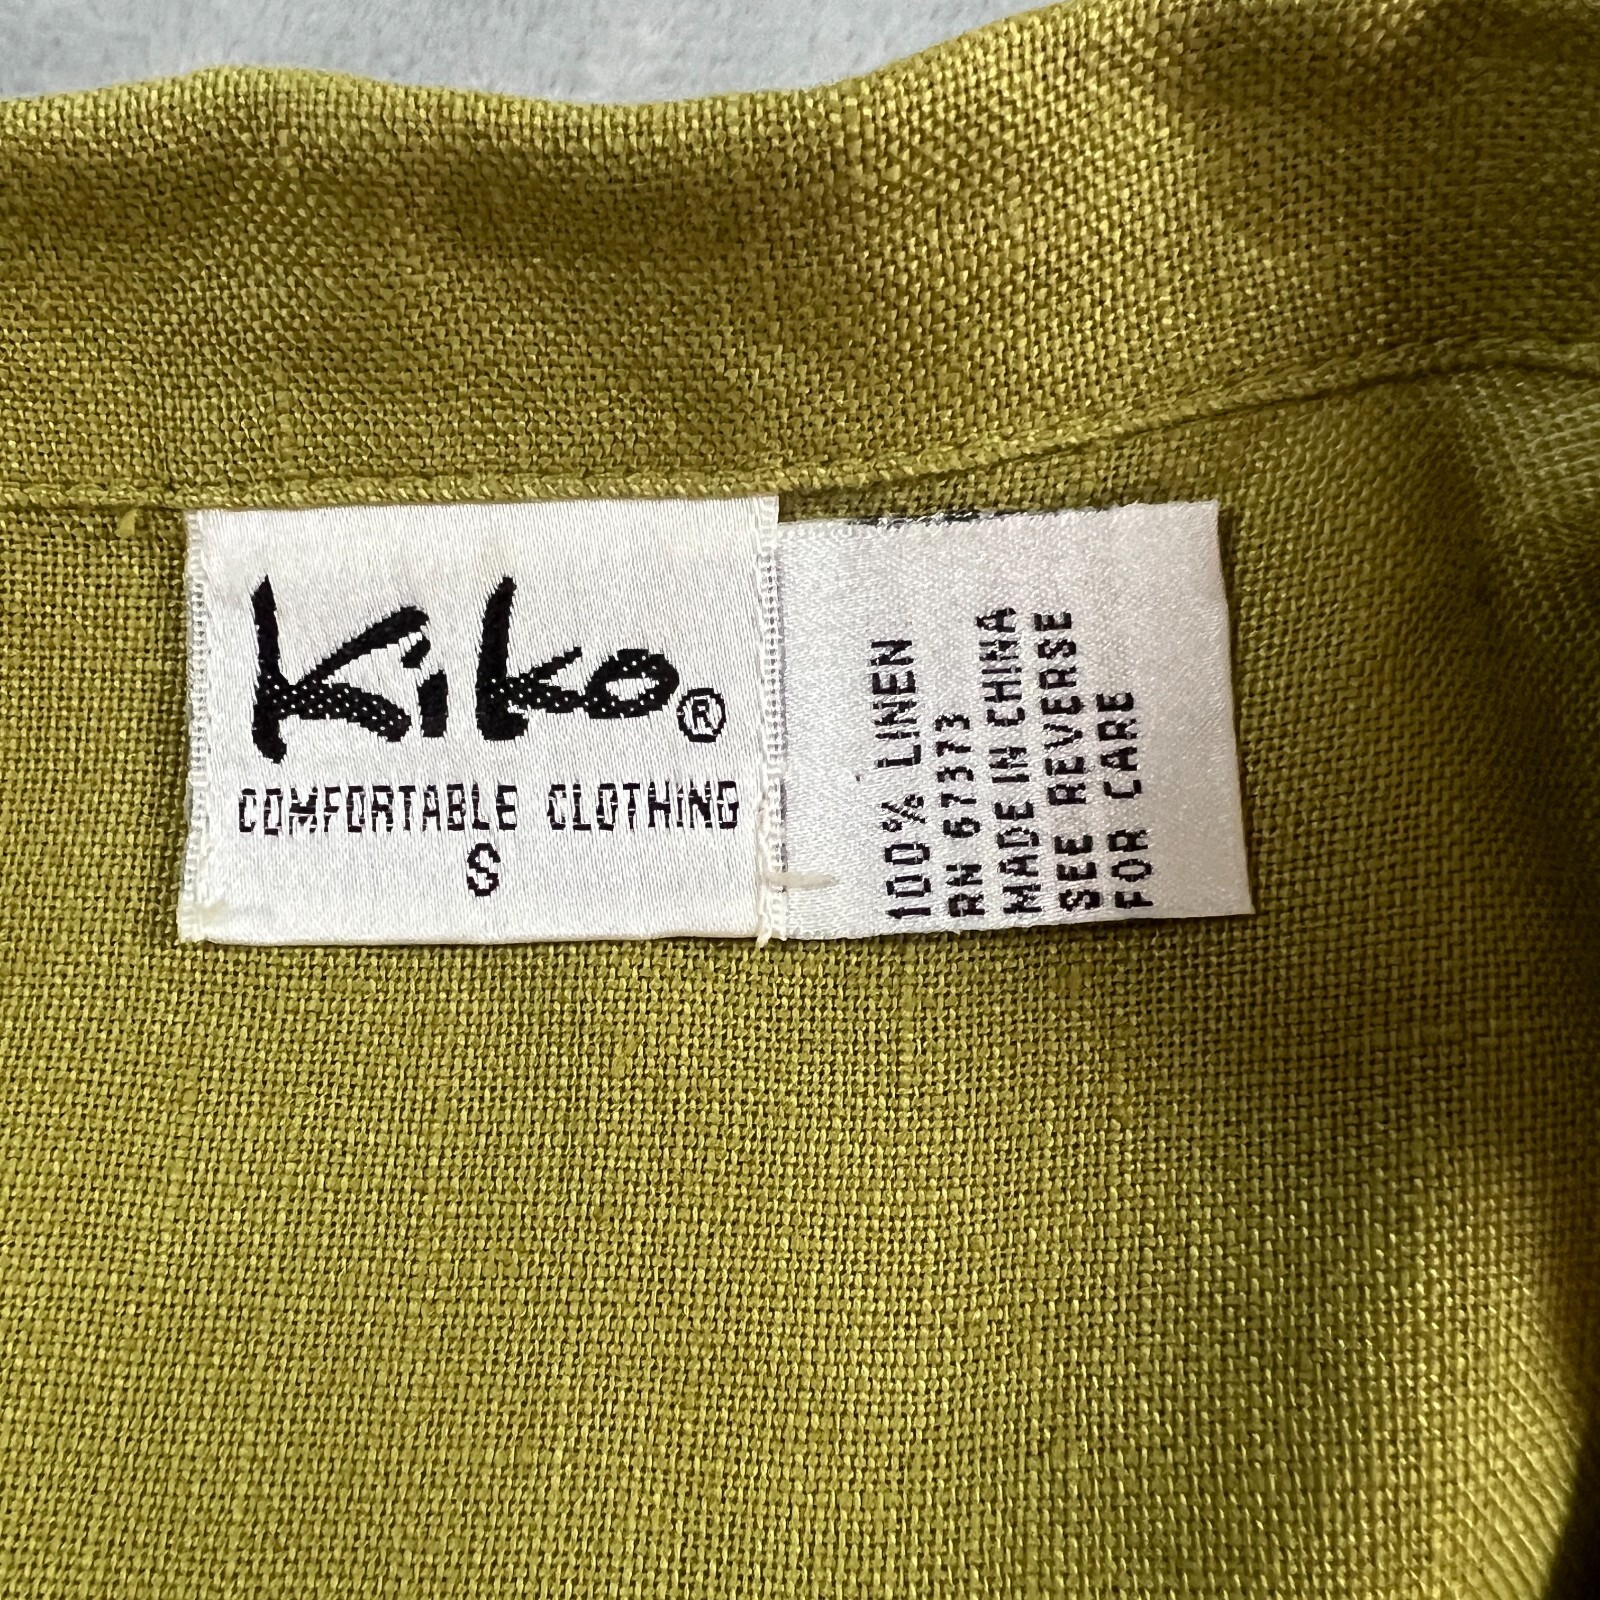 Kiko®
COMFORTABLE CLOTHING
S
100% LINEN
RN 67373
MADE IN CHINA
SEE REVERSE
FOR CARE